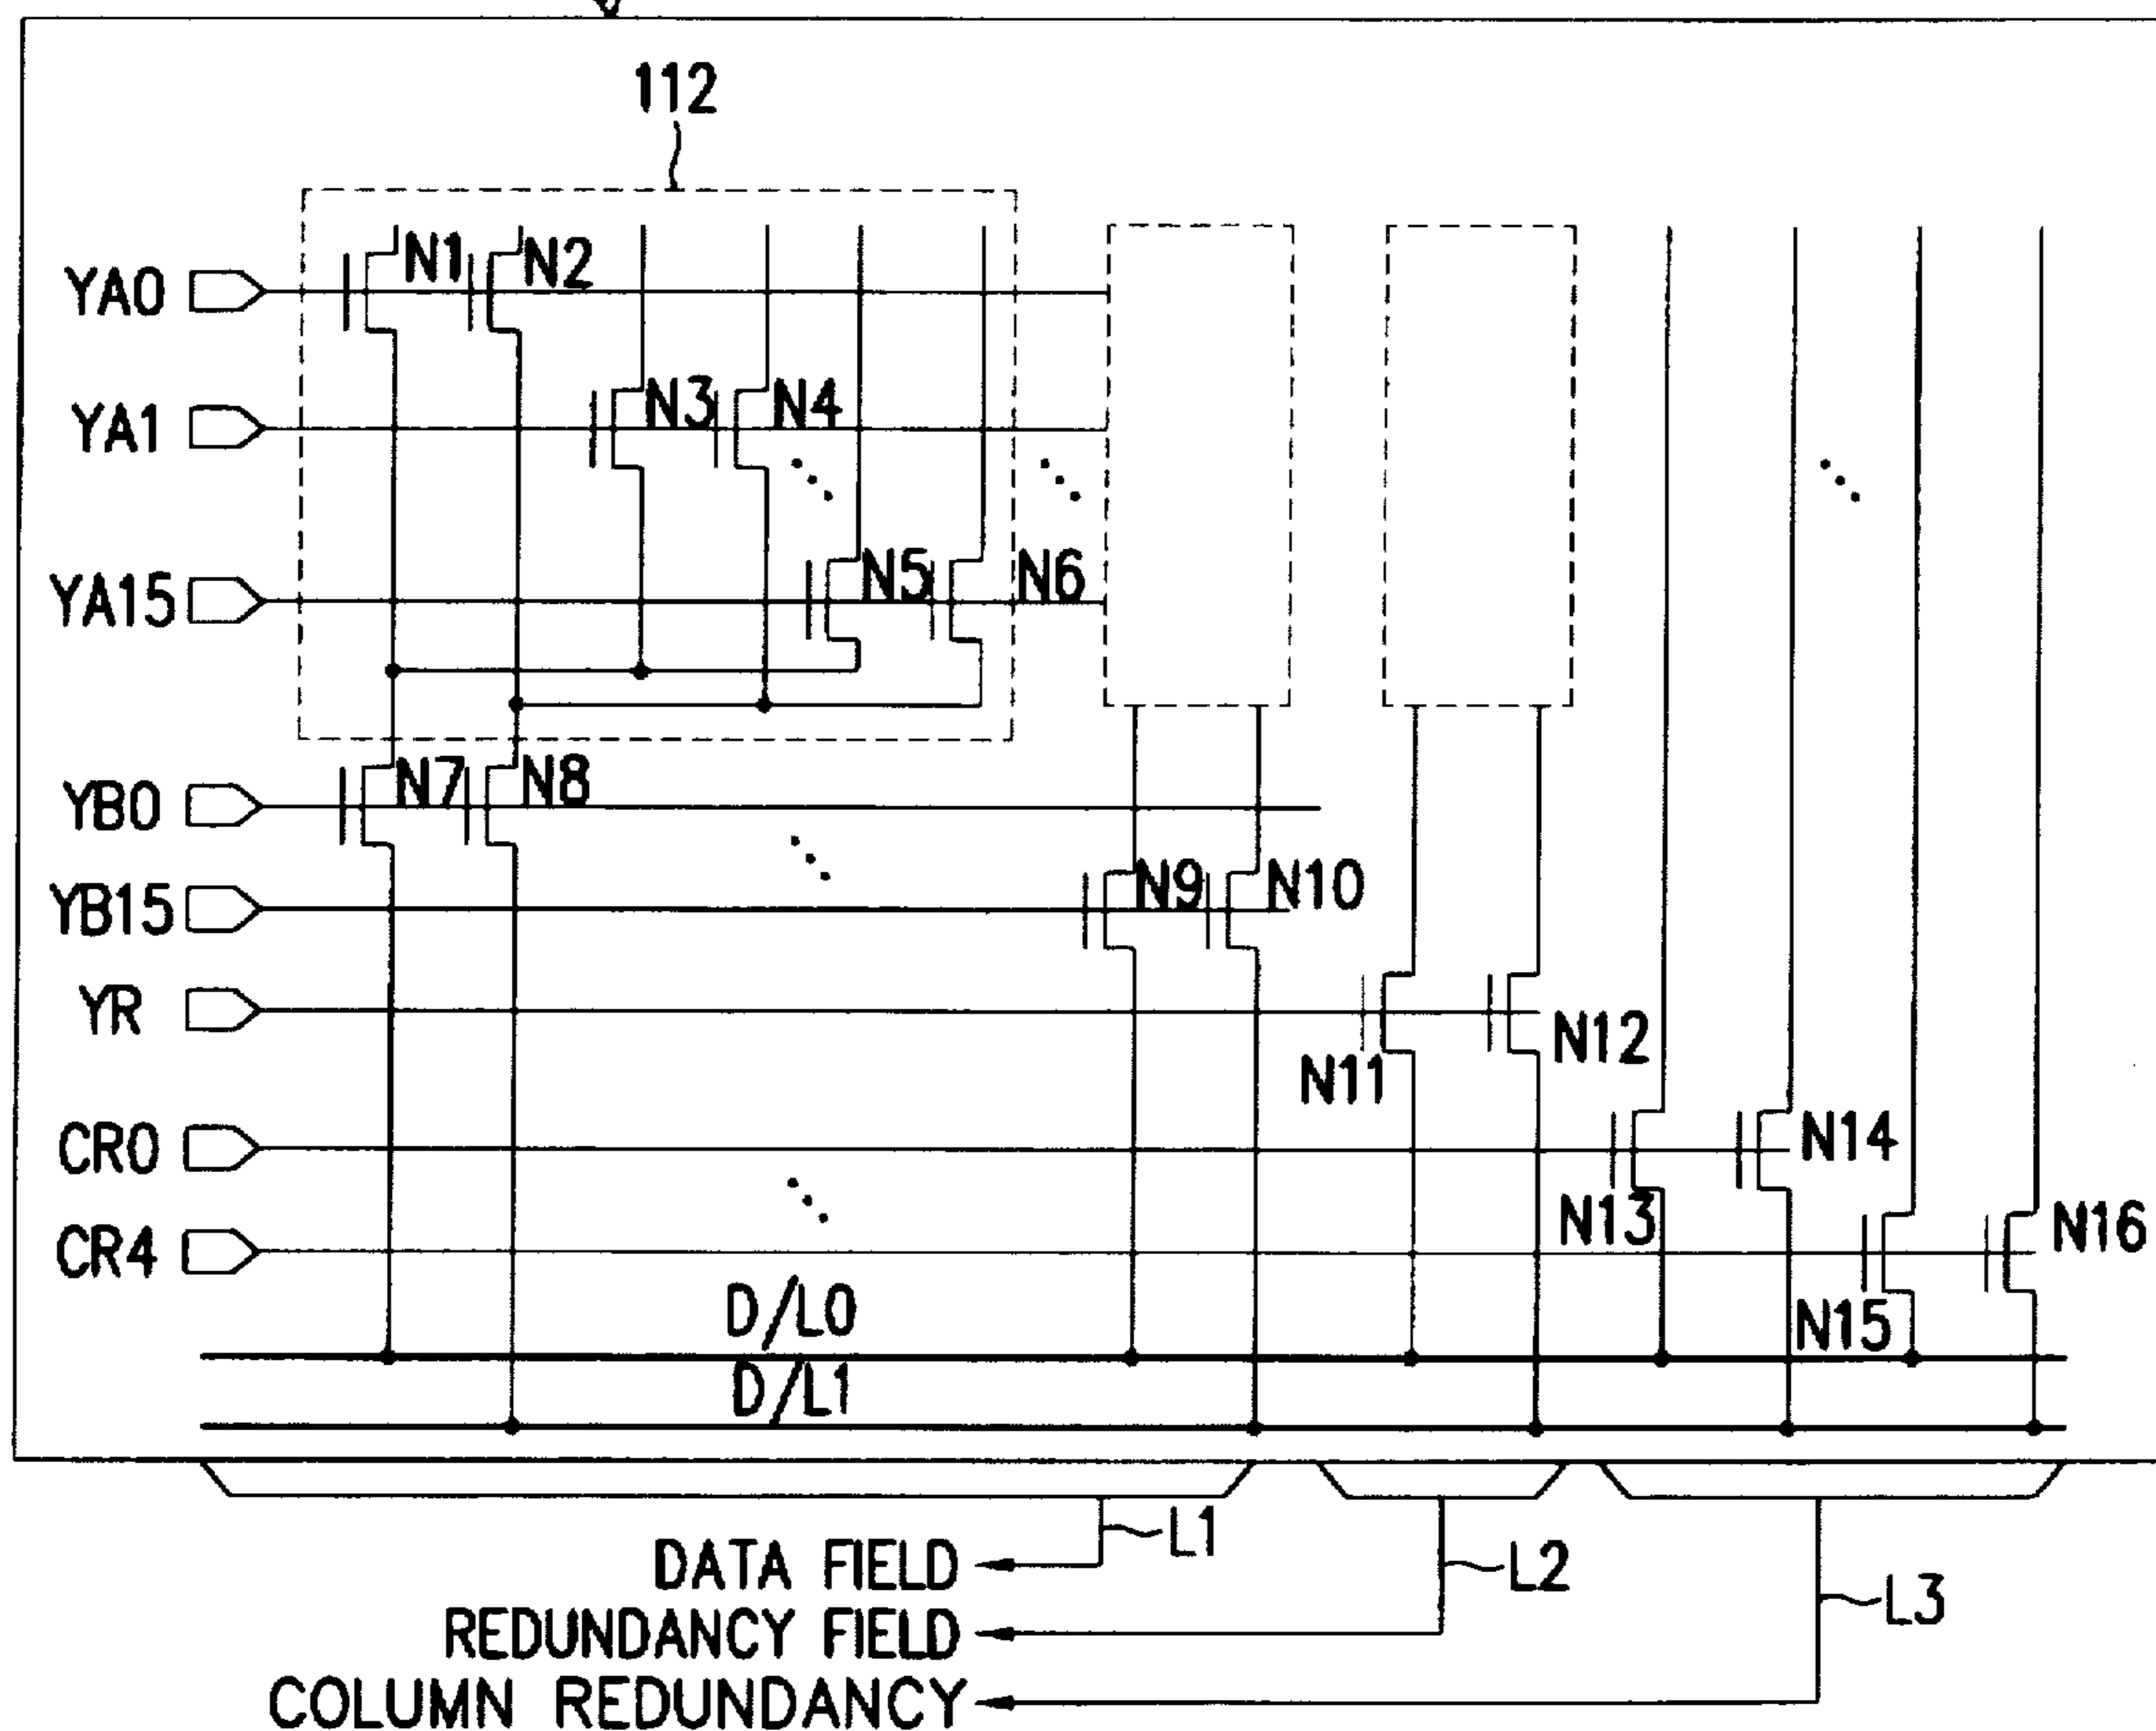 112
YA0
N1
N2
YA1
N3
N4
YA15
N5
N6
YB0
N7
N8
YB15
N9
N10
YR
N11
N12
CR0
N13
N14
CR4
N15
N16
D/L0
D/L1
L1
DATA FIELD
L2
REDUNDANCY FIELD
L3
COLUMN REDUNDANCY